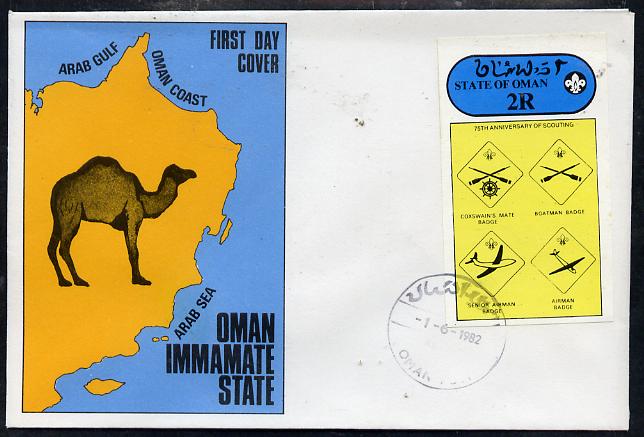 FIRST DAY
COVER
ARAB GULF
OMAN COAST
ARAB SEA
OMAN
IMMAMATE
STATE
STATE OF OMAN
2R
75TH ANNIVERSARY OF SCOUTING
COXSWAIN'S MATE
BADGE
BOATMAN BADGE
SENIOR AIRMAN
BADGE
AIRMAN
BADGE
-1-6-1982
OMAN